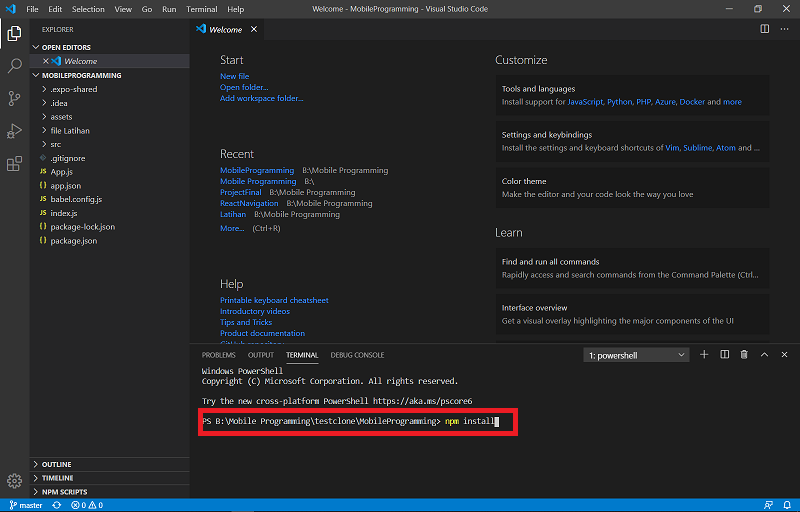 File Edit Selection View Go Run Terminal Help
Welcome - MobileProgramming - Visual Studio Code
EXPLORER
OPEN EDITORS
Welcome
MOBILEPROGRAMMING
.expo-shared
.idea
assets
file Latihan
src
.gitignore
App.js
app.json
babel.config.js
index.js
package-lock.json
package.json
OUTLINE
TIMELINE
NPM SCRIPTS
Welcome
Start
New file
Open folder...
Add workspace folder...
Recent
MobileProgramming B:\Mobile Programming
Mobile Programming B:\
ProjectFinal B:\Mobile Programming
ReactNavigation B:\Mobile Programming
Latihan B:\Mobile Programming
More... (Ctrl+R)
Help
Printable keyboard cheatsheet
Introductory videos
Tips and Tricks
Product documentation
GitHub repository
Customize
Tools and languages
Install support for JavaScript, Python, PHP, Azure, Docker and more
Settings and keybindings
Install the settings and keyboard shortcuts of Vim, Sublime, Atom and ...
Color theme
Make the editor and your code look the way you love
Learn
Find and run all commands
Rapidly access and search commands from the Command Palette (Ctrl...
Interface overview
Get a visual overlay highlighting the major components of the UI
PROBLEMS OUTPUT TERMINAL DEBUG CONSOLE
1: powershell
Windows PowerShell
Copyright (C) Microsoft Corporation. All rights reserved.
Try the new cross-platform PowerShell https://aka.ms/pscore6
PS B:\Mobile Programming\testclone\MobileProgramming> npm install
master 0 0